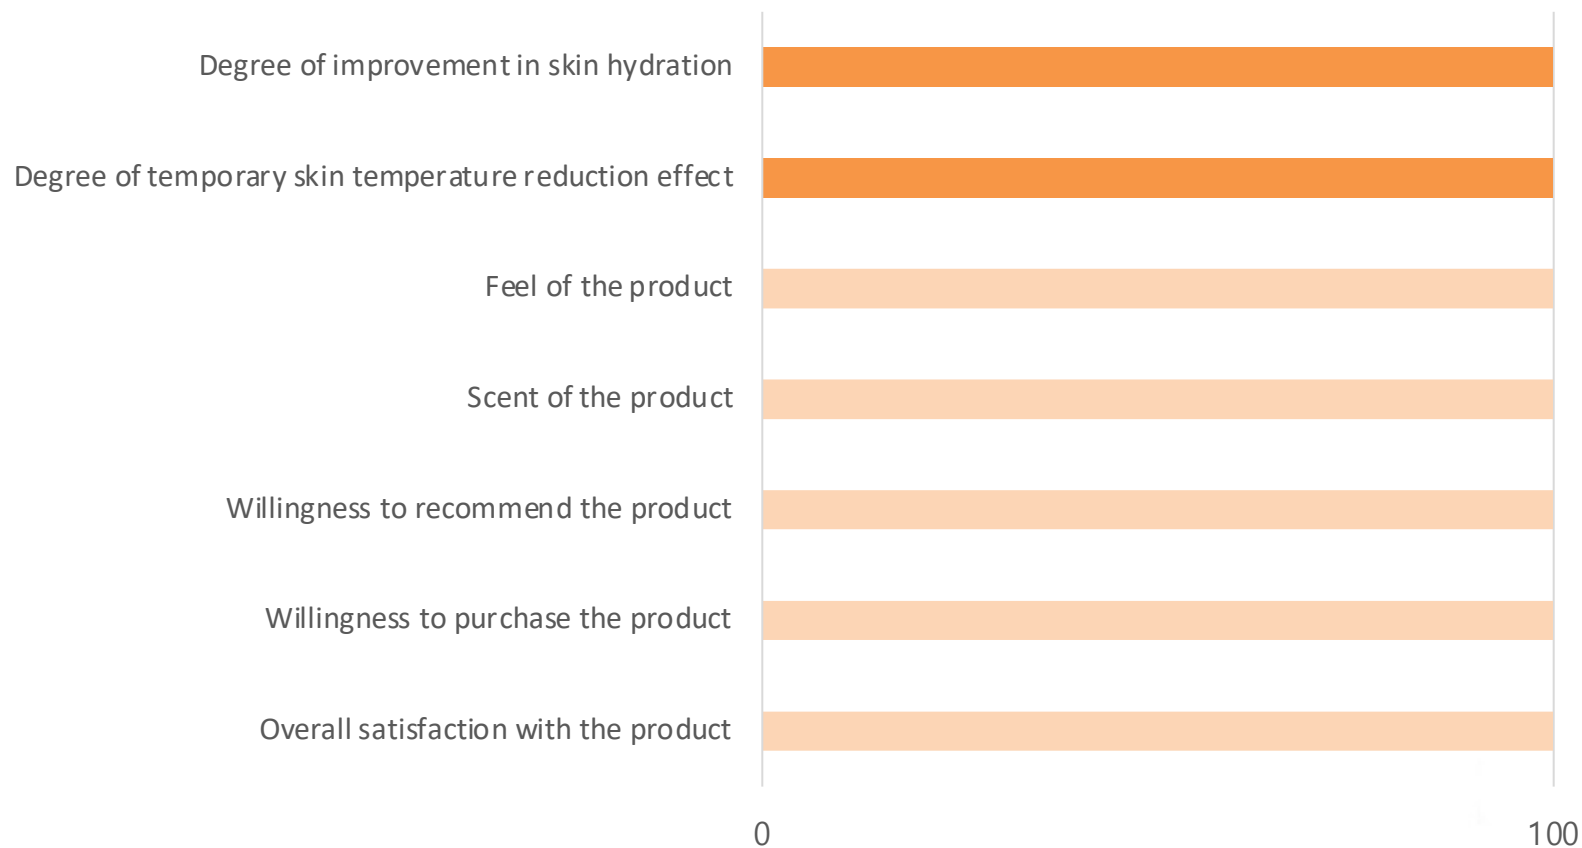 Degree of improvement in skin hydration
Degree of temporary skin temperature reduction effect
Feel of the product
Scent of the product
Willingness to recommend the product
Willingness to purchase the product
Overall satisfaction with the product
0
100